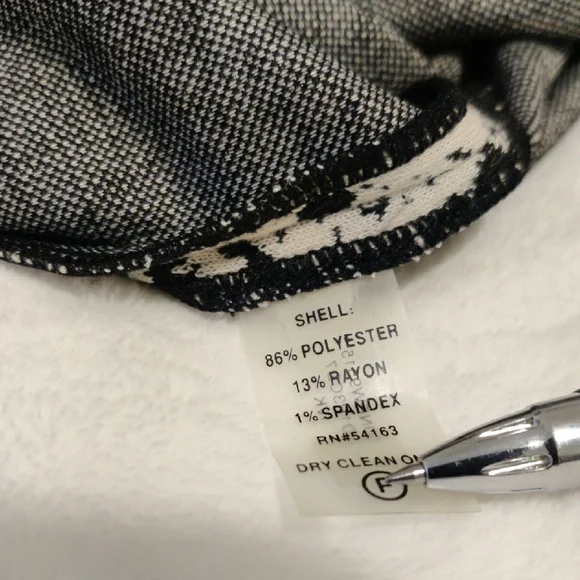 SHELL:
86% POLYESTER
13% RAYON
1% SPANDEX
RN#54163
DRY CLEAN